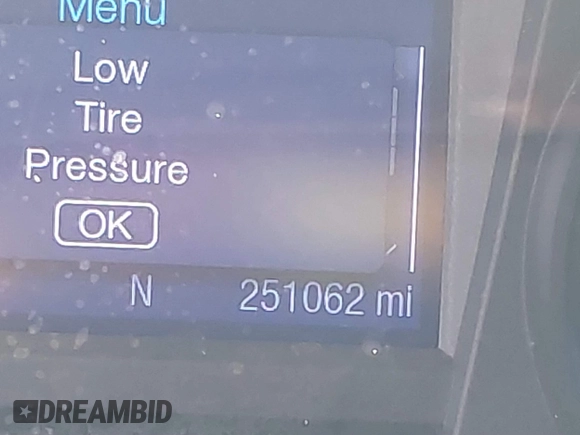 Menu
Low
Tire
Pressure
OK
N 251062 mi
DREAMBID